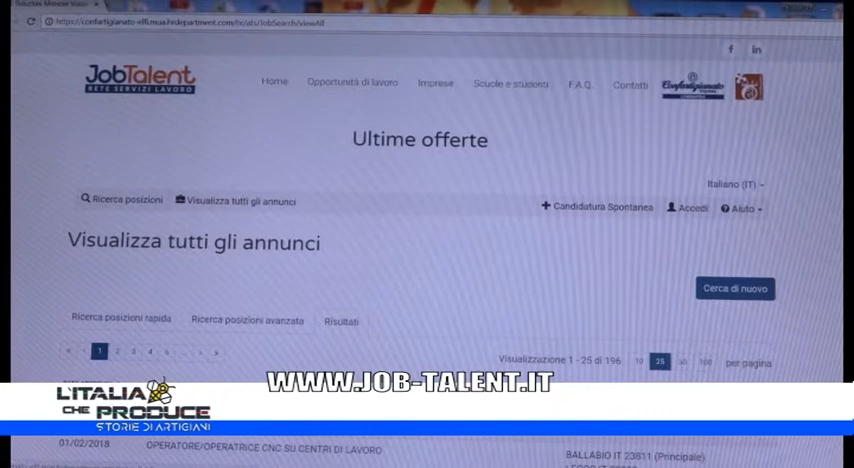 https://confartigianato-elfi.mua.hrdepartment.com/hr/ats/JobSearch/viewAll
f in
JobTalent
RETE SERVIZI LAVORO
Home Opportunità di lavoro Imprese Scuole e studenti F.A.Q. Contatti Confartigianato
Ultime offerte
Italiano (IT)
Ricerca posizioni Visualizza tutti gli annunci + Candidatura Spontanea Accedi Aiuto
Visualizza tutti gli annunci
Cerca di nuovo
Ricerca posizioni rapida Ricerca posizioni avanzata Risultati
« ‹ 1 2 3 4 5 ... › »
Visualizzazione 1 - 25 di 196 10 25 50 100 per pagina
WWW.JOB-TALENT.IT
L'ITALIA
CHE PRODUCE
STORIE DI ARTIGIANI
01/02/2018 OPERATORE/OPERATRICE CNC SU CENTRI DI LAVORO
BALLABIO IT 23811 (Principale)